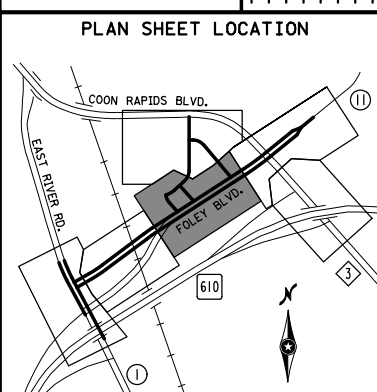 PLAN SHEET LOCATION
COON RAPIDS BLVD.
11
EAST RIVER RD.
FOLEY BLVD.
610
3
N
1